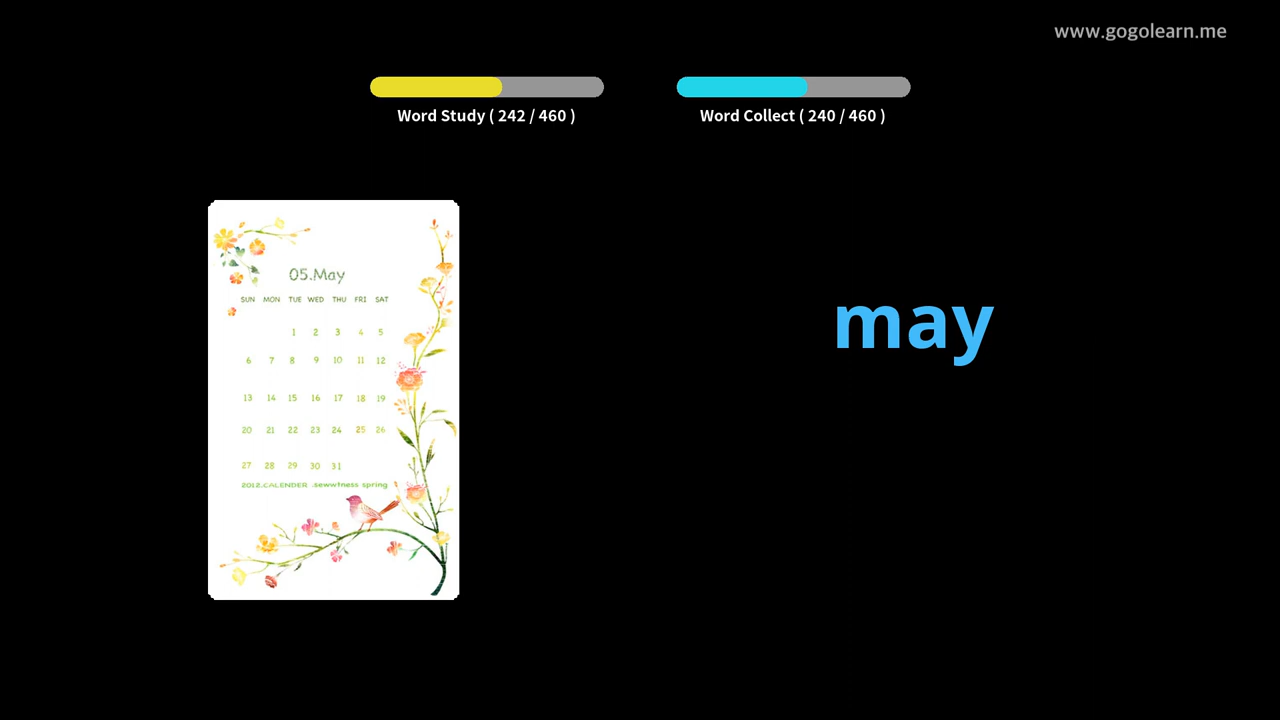 www.gogolearn.me
Word Study ( 242 / 460 )
Word Collect ( 240 / 460 )
05.May
SUN MON TUE WED THU FRI SAT
1 2 3 4 5
6 7 8 9 10 11 12
13 14 15 16 17 18 19
20 21 22 23 24 25 26
27 28 29 30 31
2012.CALENDER .sewwtness spring
may